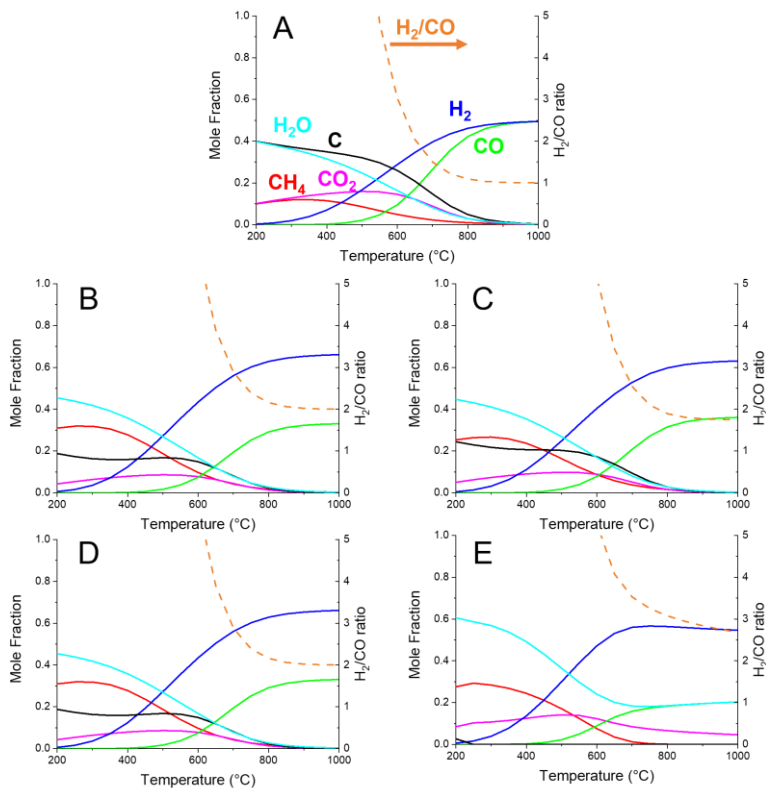 A
H₂/CO
H₂O
C
H₂
CO
CH₄
CO₂
Mole Fraction
1.0
0.8
0.6
0.4
0.2
0.0
5
4
3
2
1
0
H₂/CO ratio
200 400 600 800 1000
Temperature (°C)
B
Mole Fraction
1.0
0.8
0.6
0.4
0.2
0.0
5
4
3
2
1
0
H₂/CO ratio
200 400 600 800 1000
Temperature (°C)
C
Mole Fraction
1.0
0.8
0.6
0.4
0.2
0.0
5
4
3
2
1
0
H₂/CO ratio
200 400 600 800 1000
Temperature (°C)
D
Mole Fraction
1.0
0.8
0.6
0.4
0.2
0.0
5
4
3
2
1
0
H₂/CO ratio
200 400 600 800 1000
Temperature (°C)
E
Mole Fraction
1.0
0.8
0.6
0.4
0.2
0.0
5
4
3
2
1
0
H₂/CO ratio
200 400 600 800 1000
Temperature (°C)